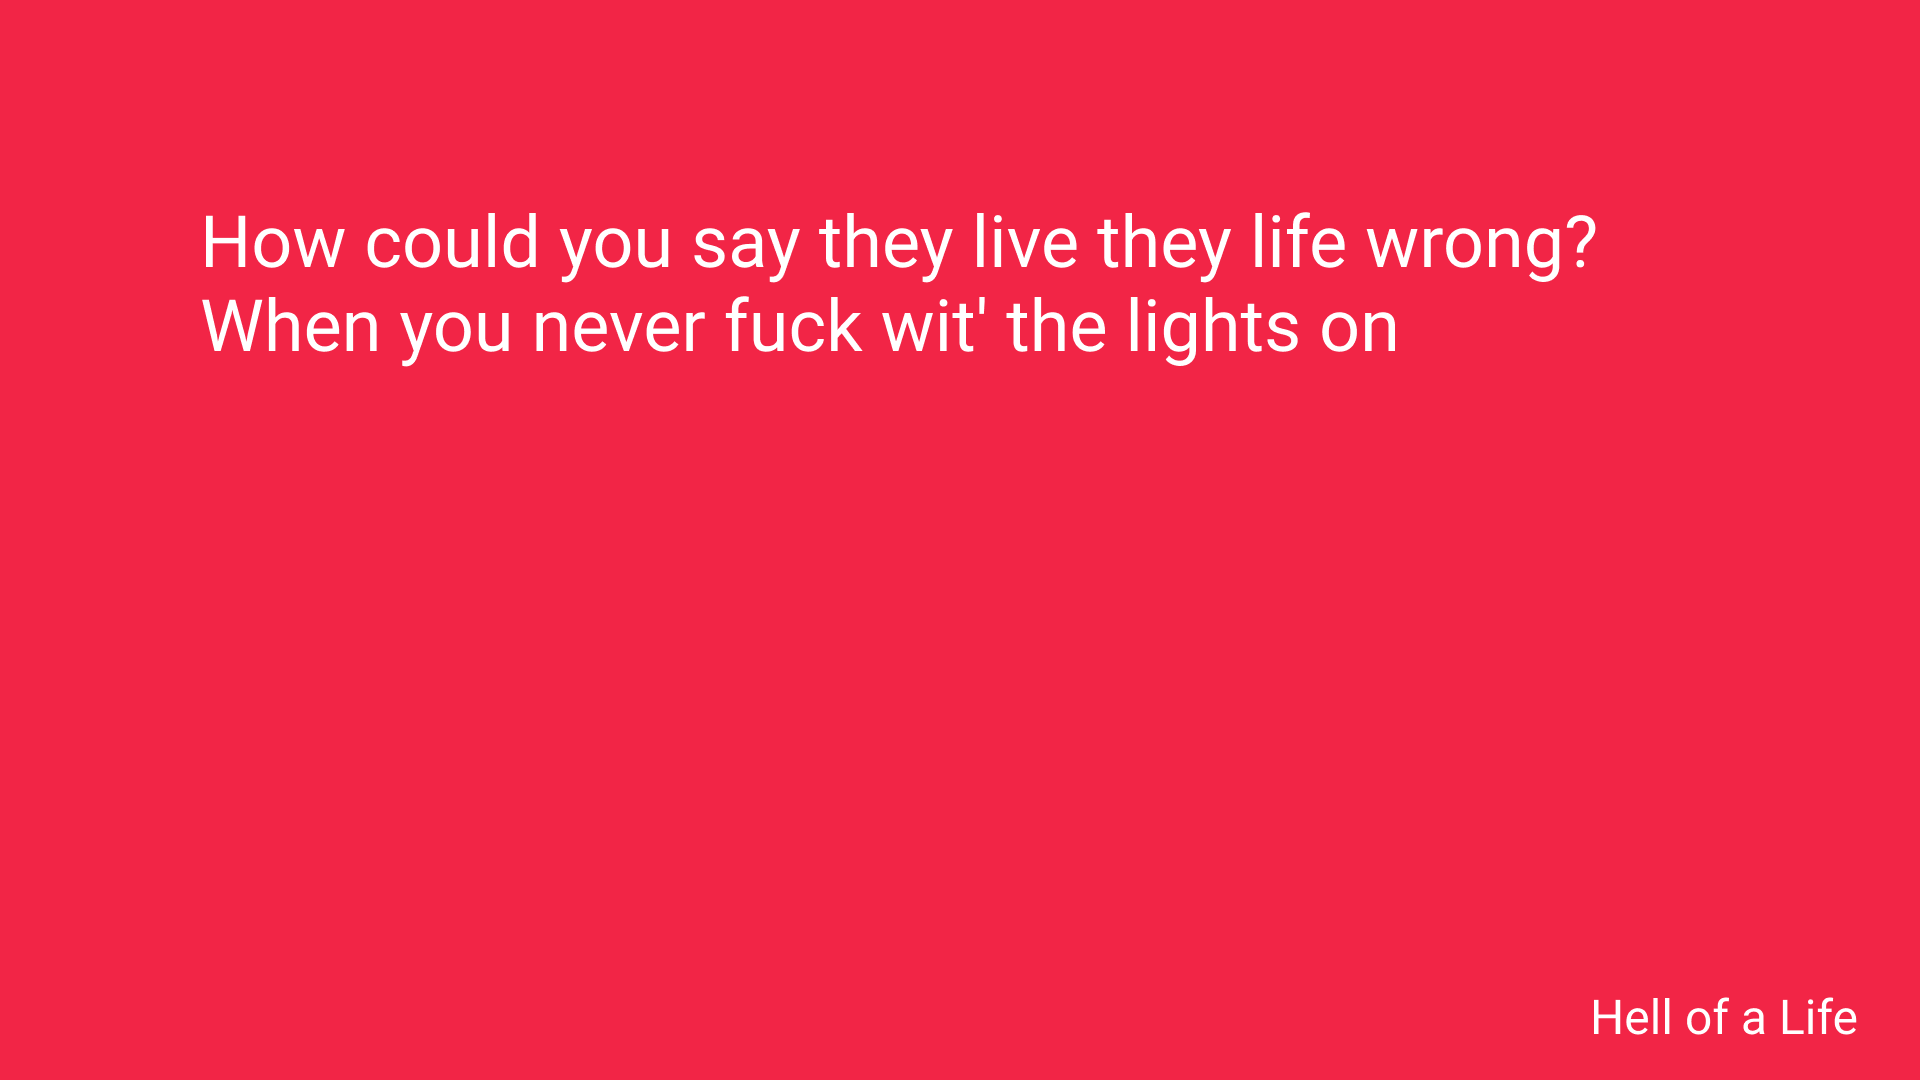 How could you say they live they life wrong?
When you never fuck wit' the lights on
Hell of a Life